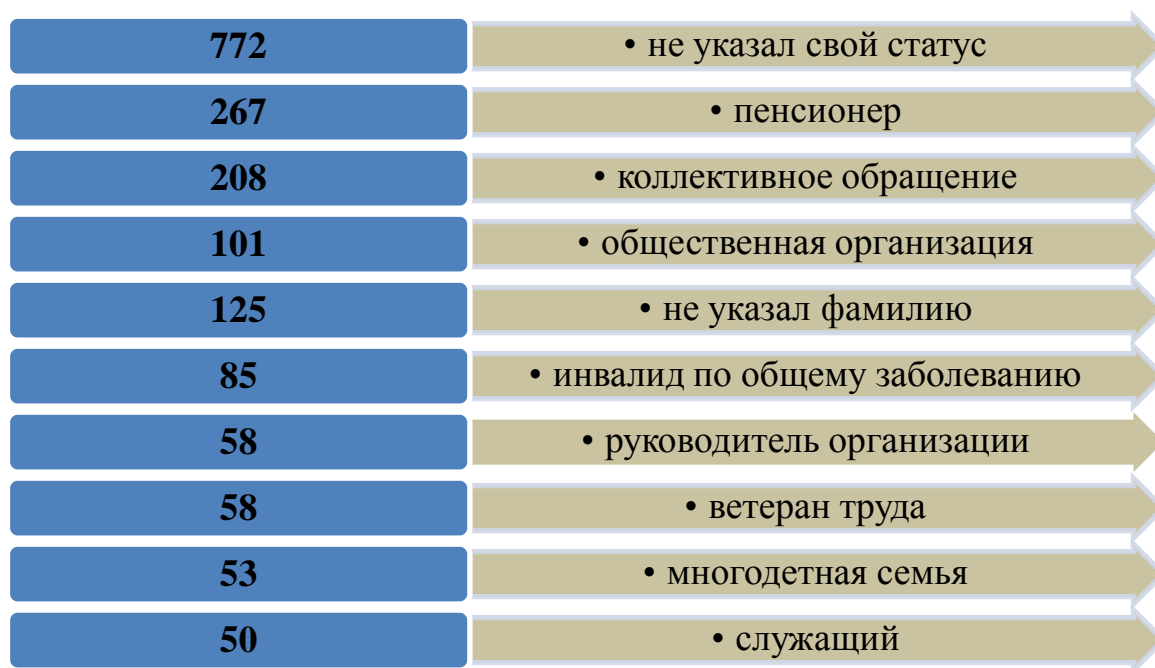 772 • не указал свой статус
267 • пенсионер
208 • коллективное обращение
101 • общественная организация
125 • не указал фамилию
85 • инвалид по общему заболеванию
58 • руководитель организации
58 • ветеран труда
53 • многодетная семья
50 • служащий